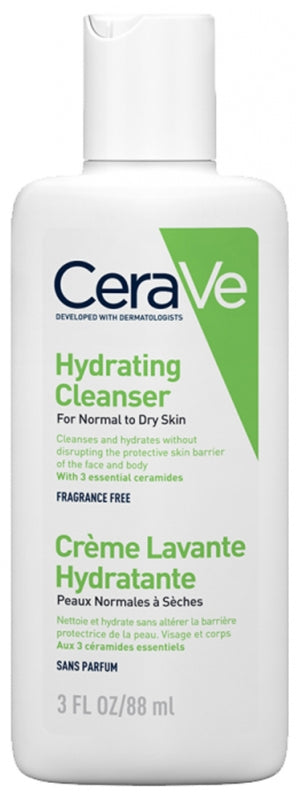 CeraVe
DEVELOPED WITH DERMATOLOGISTS
Hydrating
Cleanser
For Normal to Dry Skin
Cleanses and hydrates without
disrupting the protective skin barrier
of the face and body
With 3 essential ceramides
FRAGRANCE FREE
Crème Lavante
Hydratante
Peaux Normales à Sèches
Nettoie et hydrate sans altérer la barrière
protectrice de la peau. Visage et corps
Aux 3 céramides essentiels
SANS PARFUM
3 FL OZ/88 ml